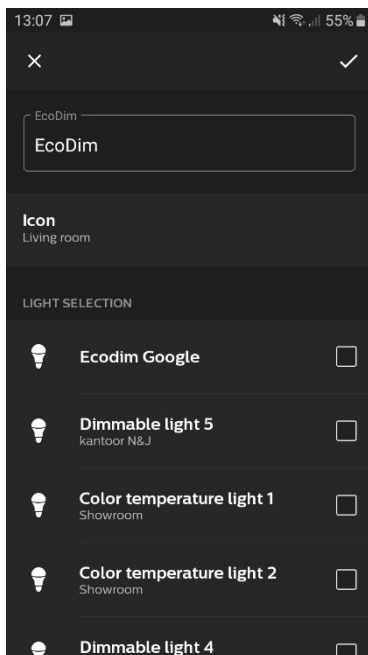 13:07 55%
EcoDim
EcoDim
Icon
Living room
LIGHT SELECTION
Ecodim Google
Dimmable light 5
kantoor N&J
Color temperature light 1
Showroom
Color temperature light 2
Showroom
Dimmable light 4